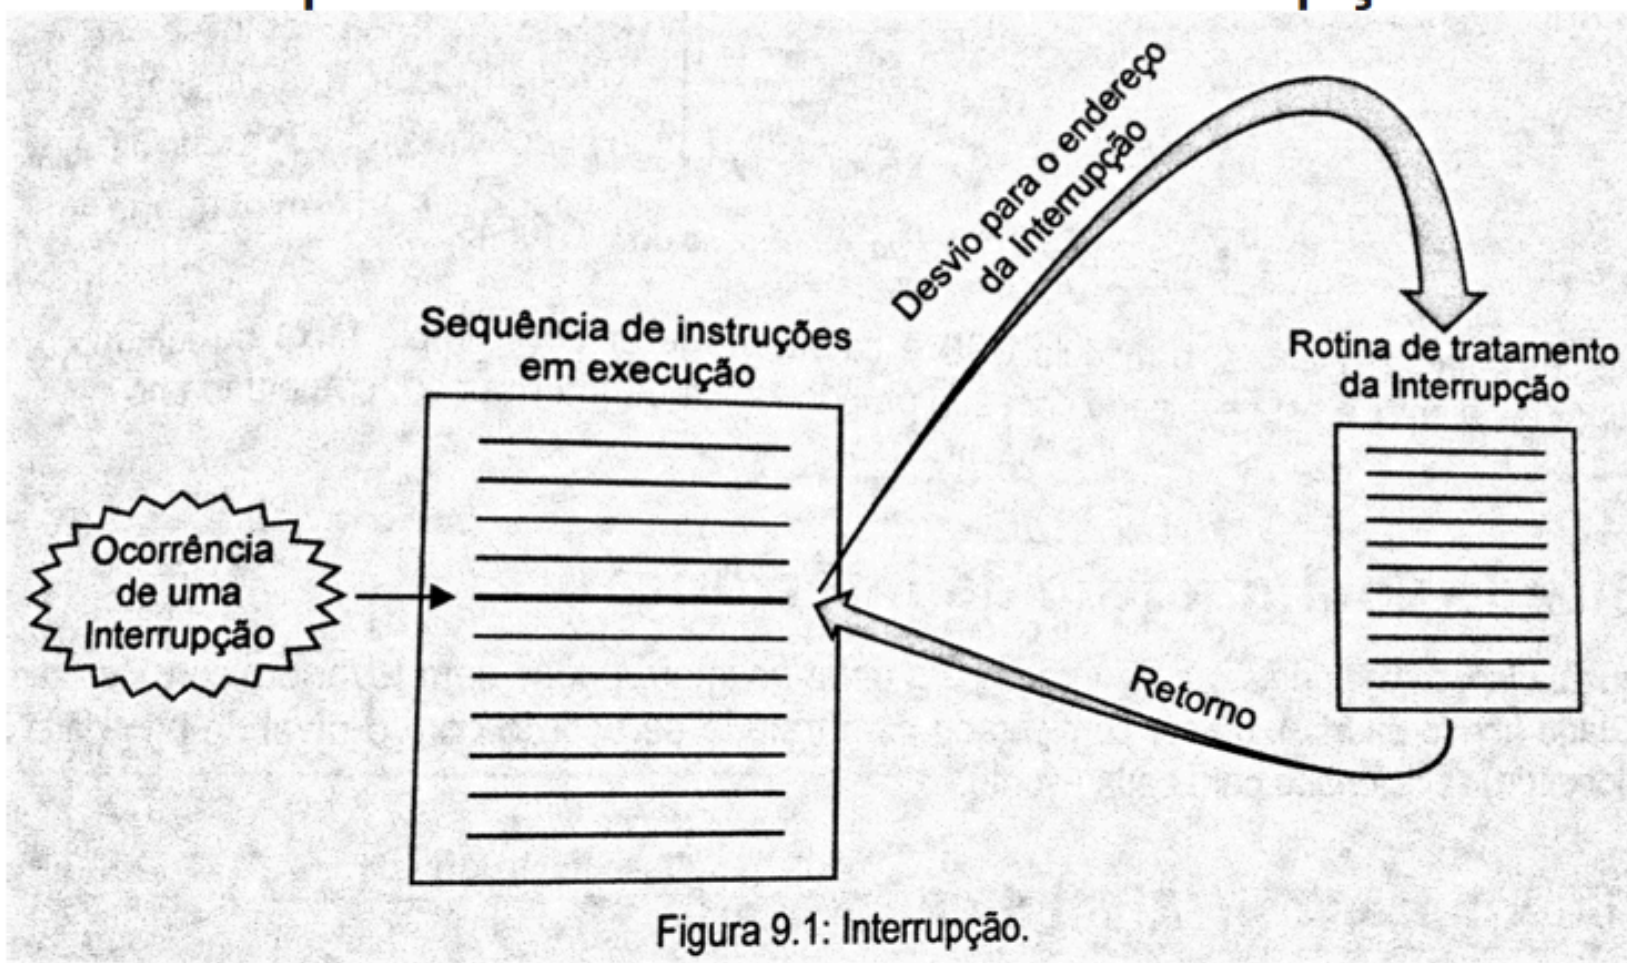 Sequência de instruções
em execução
Ocorrência
de uma
Interrupção
Desvio para o endereço
da Interrupção
Rotina de tratamento
da Interrupção
Retorno
Figura 9.1: Interrupção.